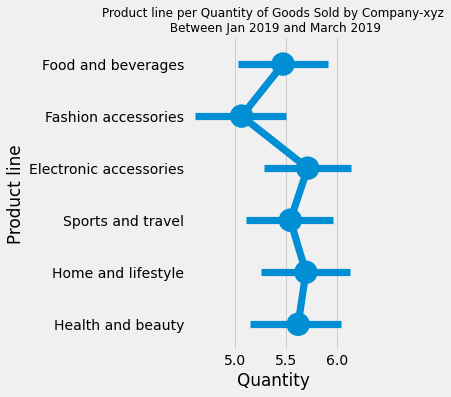 Product line per Quantity of Goods Sold by Company-xyz
Between Jan 2019 and March 2019
Food and beverages
Fashion accessories
Electronic accessories
Sports and travel
Home and lifestyle
Health and beauty
Product line
5.0 5.5 6.0
Quantity